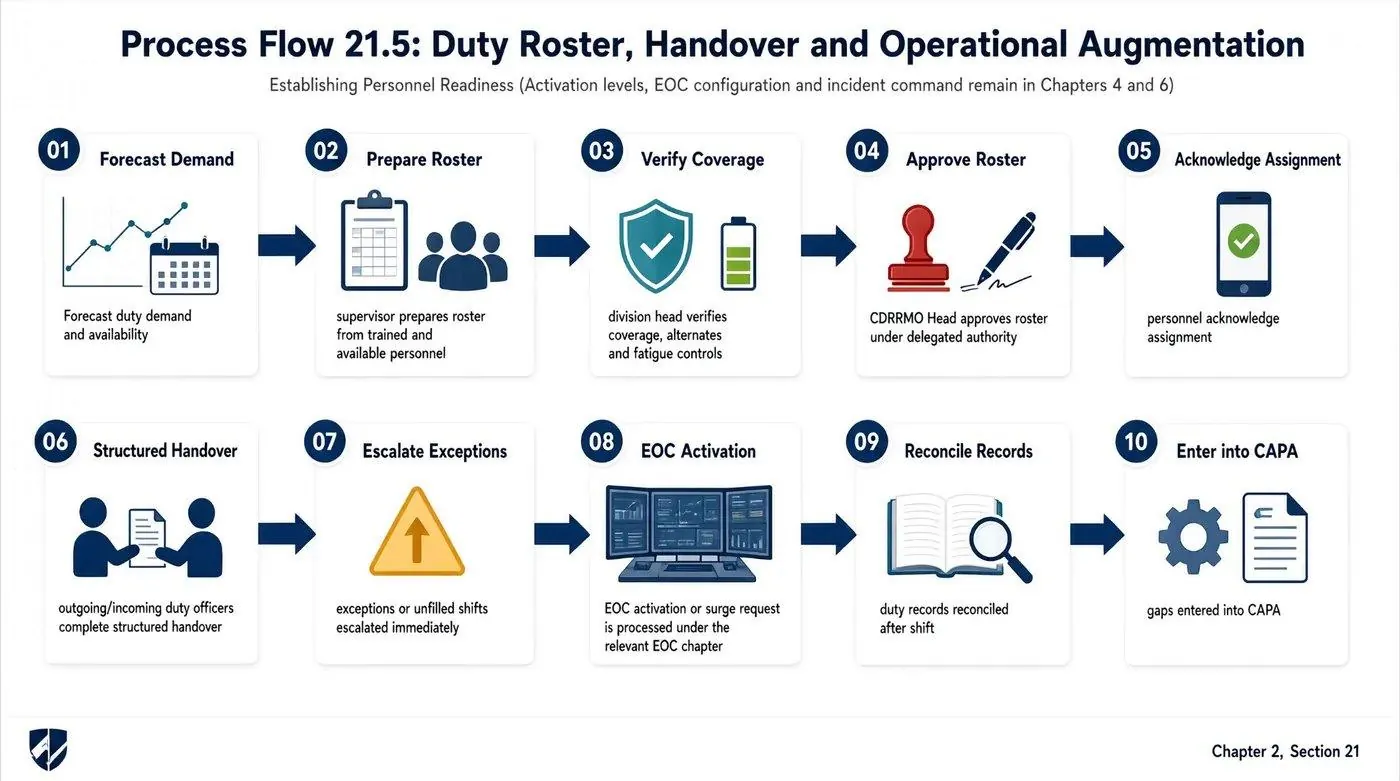 Process Flow 21.5: Duty Roster, Handover and Operational Augmentation
Establishing Personnel Readiness (Activation levels, EOC configuration and incident command remain in Chapters 4 and 6)
01
Forecast Demand
Forecast duty demand
and availability
02
Prepare Roster
supervisor prepares roster
from trained and
available personnel
03
Verify Coverage
division head verifies
coverage, alternates
and fatigue controls
04
Approve Roster
CDRRMO Head approves roster
under delegated authority
05
Acknowledge Assignment
personnel acknowledge
assignment
06
Structured Handover
outgoing/incoming duty officers
complete structured handover
07
Escalate Exceptions
exceptions or unfilled shifts
escalated immediately
08
EOC Activation
EOC activation or surge request
is processed under the
relevant EOC chapter
09
Reconcile Records
duty records reconciled
after shift
10
Enter into CAPA
gaps entered into CAPA
Chapter 2, Section 21